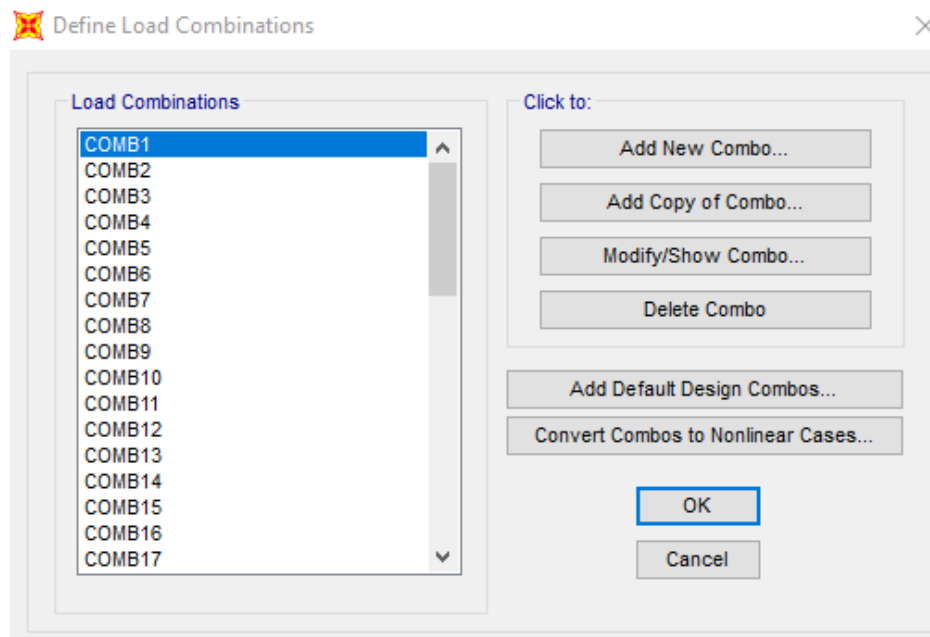 Define Load Combinations
Load Combinations
COMB1
COMB2
COMB3
COMB4
COMB5
COMB6
COMB7
COMB8
COMB9
COMB10
COMB11
COMB12
COMB13
COMB14
COMB15
COMB16
COMB17
Click to:
Add New Combo...
Add Copy of Combo...
Modify/Show Combo...
Delete Combo
Add Default Design Combos...
Convert Combos to Nonlinear Cases...
OK
Cancel